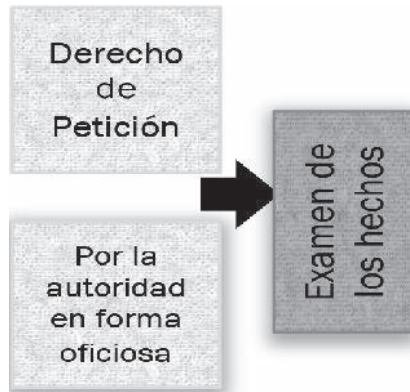 Derecho
de
Petición
Por la
autoridad
en forma
oficiosa
Examen de
los hechos